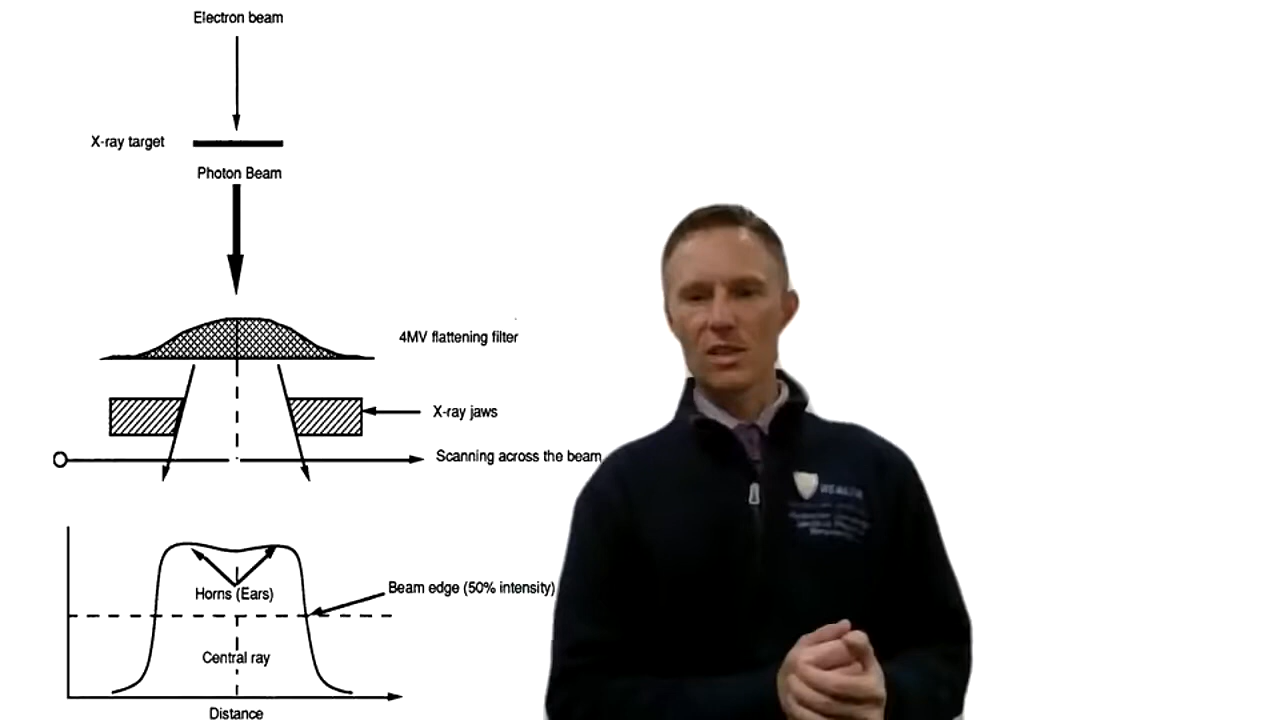 Electron beam
X-ray target
Photon Beam
4MV flattening filter
X-ray jaws
Scanning across the beam
Horns (Ears)
Beam edge (50% intensity)
Central ray
Distance
HEALTH